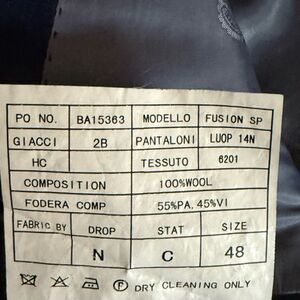 PO NO. BA15363 MODELLO FUSION SP
GIACCI 2B PANTALONI LUOP 14N
HC TESSUTO 6201
COMPOSITION 100%WOOL
FODERA COMP 55%PA, 45%VI
FABRIC BY DROP STAT SIZE
N C 48
DRY CLEANING ONLY